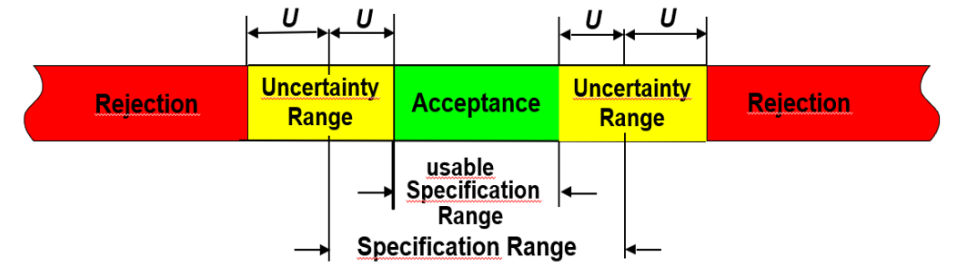 U U U U
Rejection Uncertainty Range Acceptance Uncertainty Range Rejection
usable
Specification
Range
Specification Range